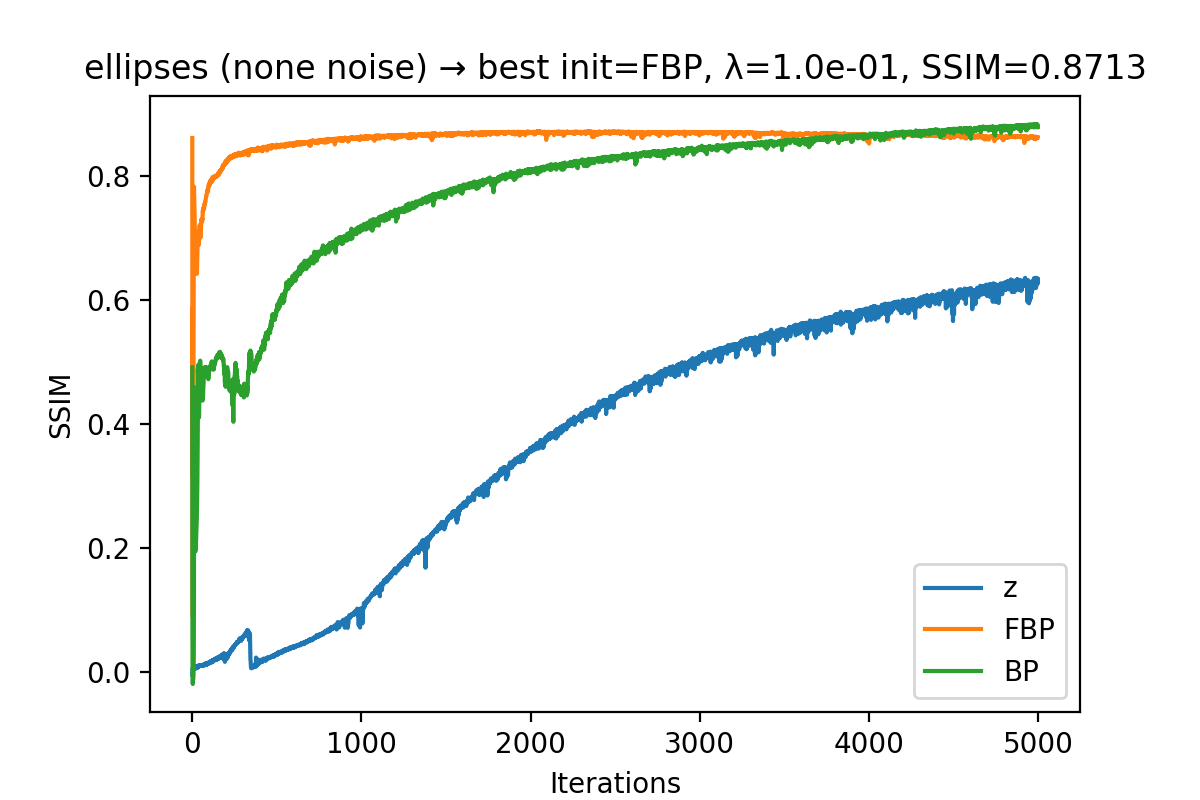 ellipses (none noise) → best init=FBP, λ=1.0e-01, SSIM=0.8713
SSIM
0.8
0.6
0.4
0.2
0.0
z
FBP
BP
0 1000 2000 3000 4000 5000
Iterations